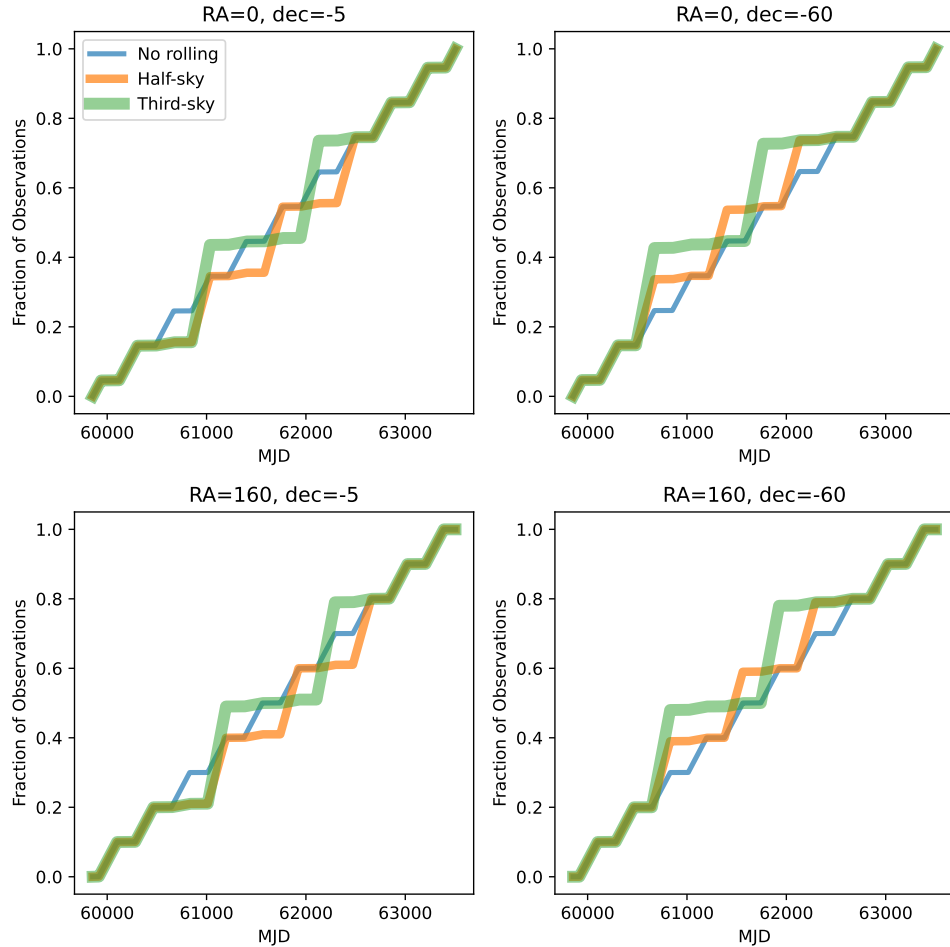 RA=0, dec=-5
1.0
0.8
0.6
0.4
0.2
0.0
Fraction of Observations
No rolling
Half-sky
Third-sky
60000 61000 62000 63000
MJD
RA=0, dec=-60
1.0
0.8
0.6
0.4
0.2
0.0
Fraction of Observations
60000 61000 62000 63000
MJD
RA=160, dec=-5
1.0
0.8
0.6
0.4
0.2
0.0
Fraction of Observations
60000 61000 62000 63000
MJD
RA=160, dec=-60
1.0
0.8
0.6
0.4
0.2
0.0
Fraction of Observations
60000 61000 62000 63000
MJD